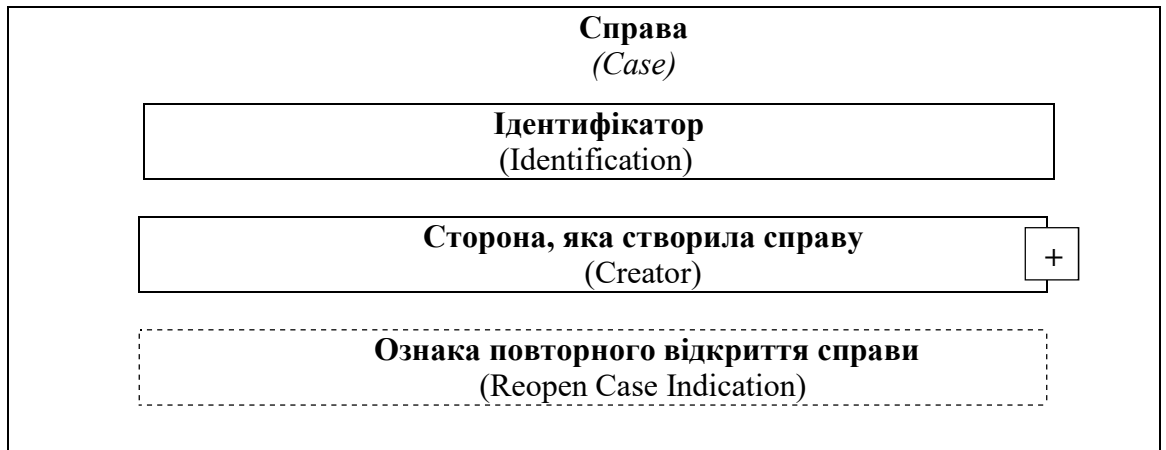 Справа
(Case)
Ідентифікатор
(Identification)
Сторона, яка створила справу
(Creator)
+
Ознака повторного відкриття справи
(Reopen Case Indication)